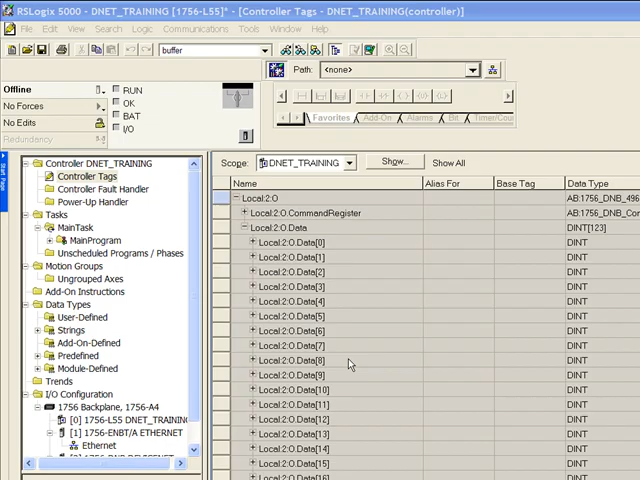 RSLogix 5000 - DNET_TRAINING [1756-L55]* - [Controller Tags - DNET_TRAINING(controller)]
File Edit View Search Logic Communications Tools Window Help
buffer
Offline
RUN
No Forces
OK
No Edits
BAT
Redundancy
I/O
Path: <none>
Favorites Add-On Alarms Bit Timer/Cou
Start Page
Controller DNET_TRAINING
Controller Tags
Controller Fault Handler
Power-Up Handler
Tasks
MainTask
MainProgram
Unscheduled Programs / Phases
Motion Groups
Ungrouped Axes
Add-On Instructions
Data Types
User-Defined
Strings
Add-On-Defined
Predefined
Module-Defined
Trends
I/O Configuration
1756 Backplane, 1756-A4
[0] 1756-L55 DNET_TRAINING
[1] 1756-ENBT/A ETHERNET
Ethernet
Scope: DNET_TRAINING Show... Show All
Name Alias For Base Tag Data Type
Local:2:O AB:1756_DNB_496
Local:2:O.CommandRegister AB:1756_DNB_Con
Local:2:O.Data DINT[123]
Local:2:O.Data[0] DINT
Local:2:O.Data[1] DINT
Local:2:O.Data[2] DINT
Local:2:O.Data[3] DINT
Local:2:O.Data[4] DINT
Local:2:O.Data[5] DINT
Local:2:O.Data[6] DINT
Local:2:O.Data[7] DINT
Local:2:O.Data[8] DINT
Local:2:O.Data[9] DINT
Local:2:O.Data[10] DINT
Local:2:O.Data[11] DINT
Local:2:O.Data[12] DINT
Local:2:O.Data[13] DINT
Local:2:O.Data[14] DINT
Local:2:O.Data[15] DINT
Local:2:O.Data[16] DINT